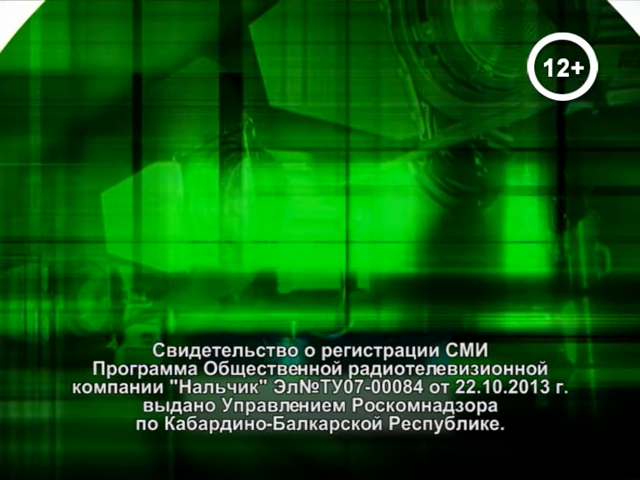 12+
Свидетельство о регистрации СМИ
Программа Общественной радиотелевизионной
компании "Нальчик" Эл№ТУ07-00084 от 22.10.2013 г.
выдано Управлением Роскомнадзора
по Кабардино-Балкарской Республике.